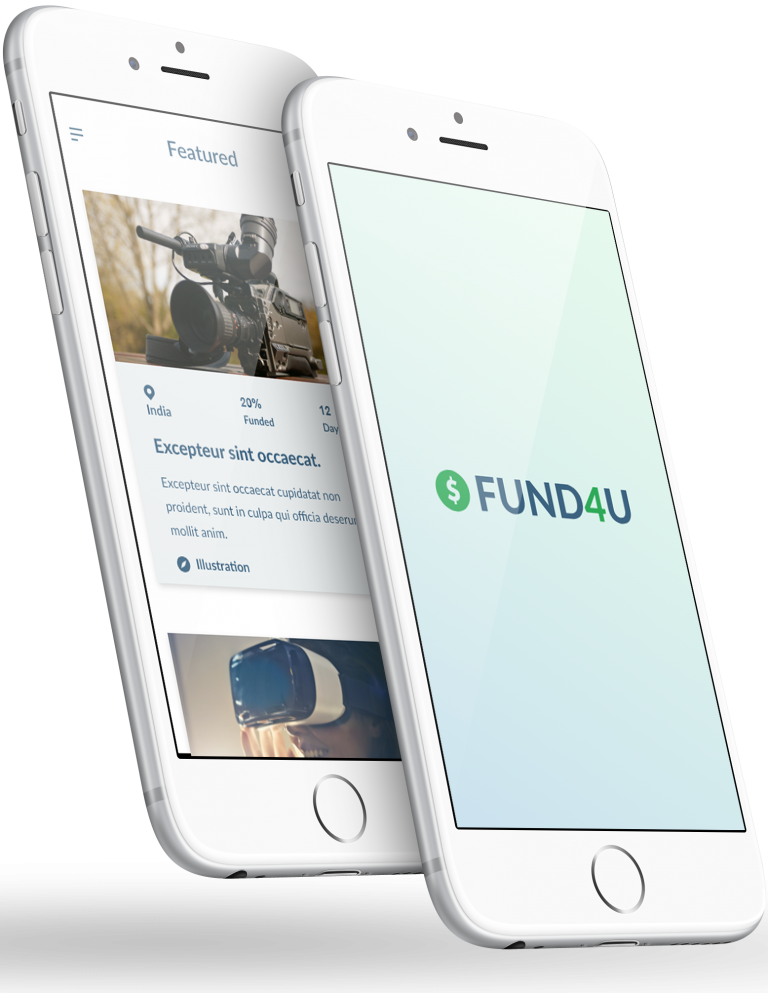 Featured
India
20%
Funded
12
Day
Excepteur sint occaecat.
Excepteur sint occaecat cupidatat non
proident, sunt in culpa qui officia deserun
mollit anim.
Illustration
$ FUND4U